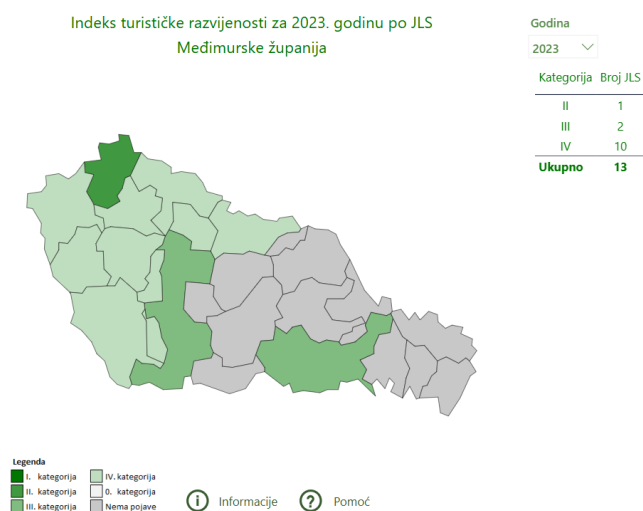 Indeks turističke razvijenosti za 2023. godinu po JLS
Međimurske županija
Godina
2023
Kategorija Broj JLS
II 1
III 2
IV 10
Ukupno 13
Legenda
I. kategorija IV. kategorija
II. kategorija 0. kategorija
III. kategorija Nema pojave
Informacije
Pomoć